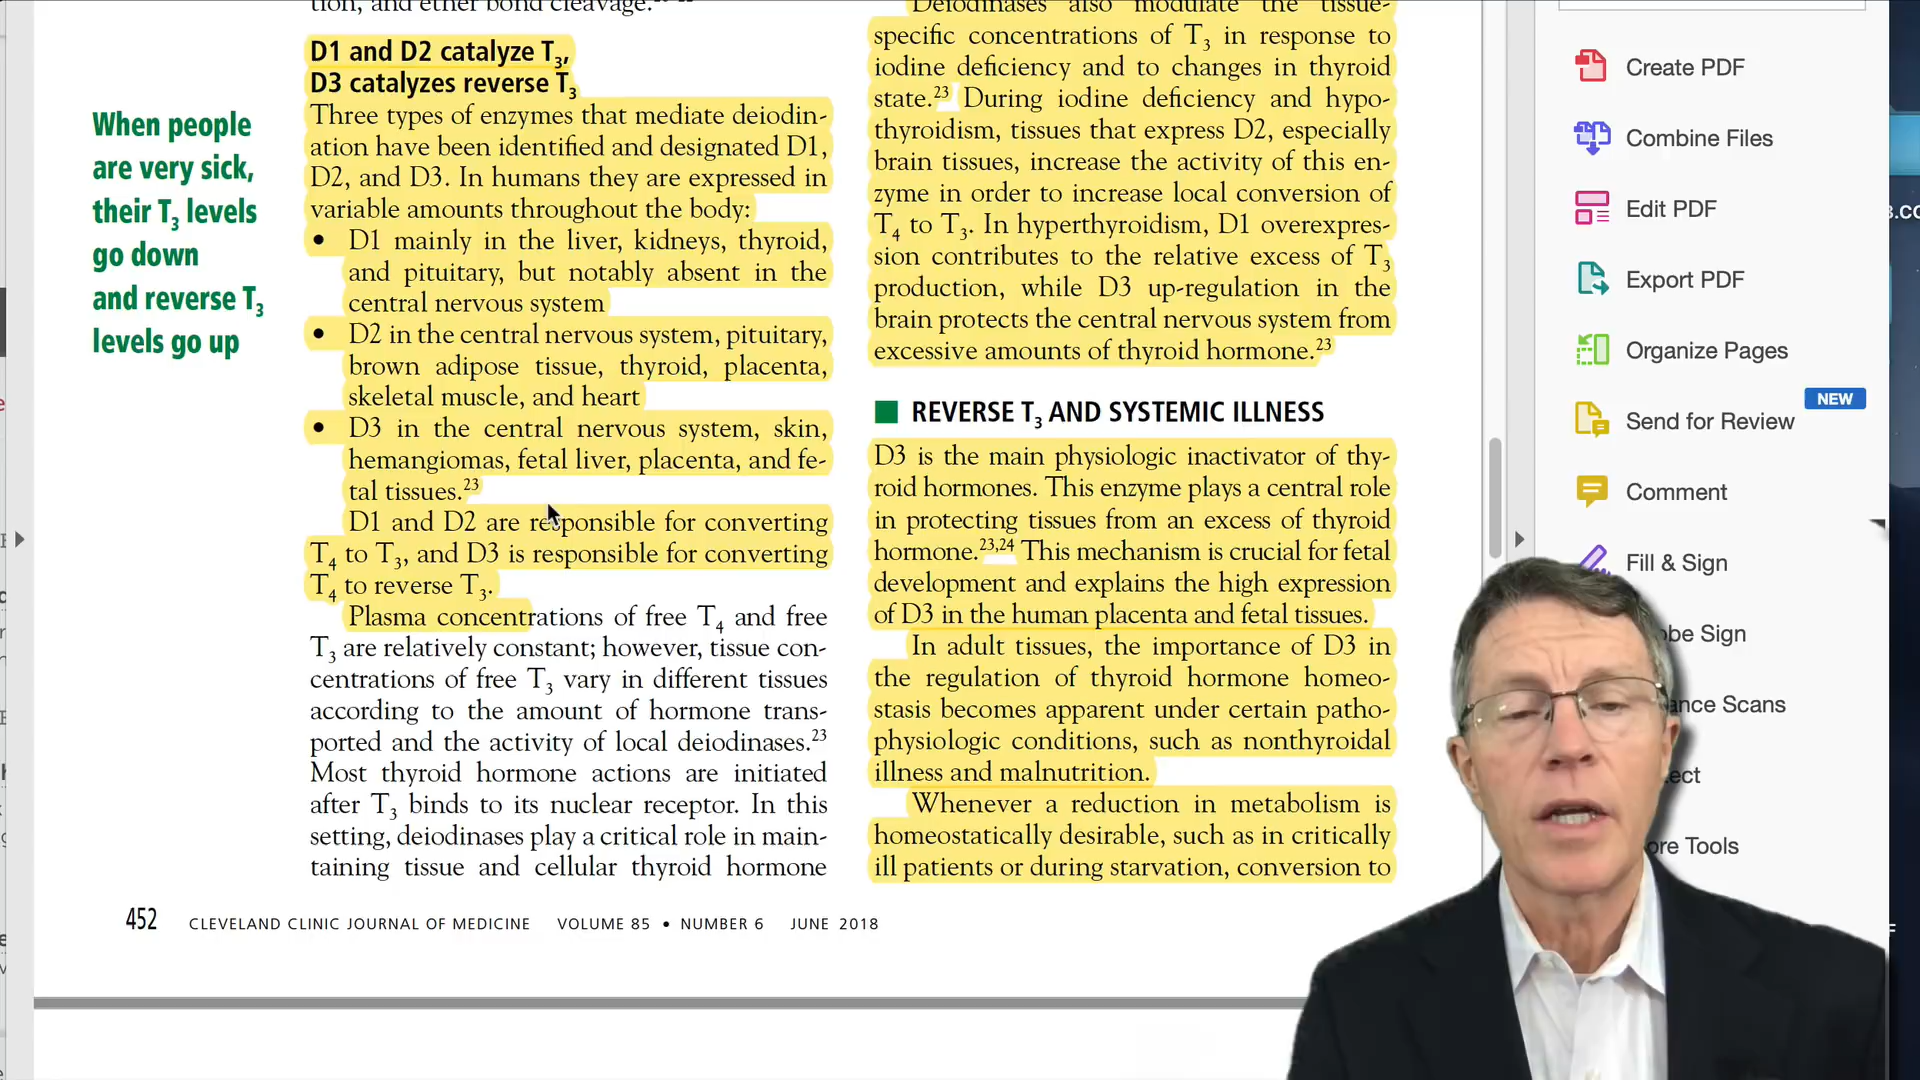 tion, and ether bond cleavage.
D1 and D2 catalyze T3,
D3 catalyzes reverse T3
Three types of enzymes that mediate deiodin-
ation have been identified and designated D1,
D2, and D3. In humans they are expressed in
variable amounts throughout the body:
• D1 mainly in the liver, kidneys, thyroid,
and pituitary, but notably absent in the
central nervous system
• D2 in the central nervous system, pituitary,
brown adipose tissue, thyroid, placenta,
skeletal muscle, and heart
• D3 in the central nervous system, skin,
hemangiomas, fetal liver, placenta, and fe-
tal tissues.23
D1 and D2 are responsible for converting
T4 to T3, and D3 is responsible for converting
T4 to reverse T3.
Plasma concentrations of free T4 and free
T3 are relatively constant; however, tissue con-
centrations of free T3 vary in different tissues
according to the amount of hormone trans-
ported and the activity of local deiodinases.23
Most thyroid hormone actions are initiated
after T3 binds to its nuclear receptor. In this
setting, deiodinases play a critical role in main-
taining tissue and cellular thyroid hormone
When people
are very sick,
their T3 levels
go down
and reverse T3
levels go up
Deiodinases also modulate the tissue-
specific concentrations of T3 in response to
iodine deficiency and to changes in thyroid
state.23 During iodine deficiency and hypo-
thyroidism, tissues that express D2, especially
brain tissues, increase the activity of this en-
zyme in order to increase local conversion of
T4 to T3. In hyperthyroidism, D1 overexpres-
sion contributes to the relative excess of T3
production, while D3 up-regulation in the
brain protects the central nervous system from
excessive amounts of thyroid hormone.23
REVERSE T3 AND SYSTEMIC ILLNESS
D3 is the main physiologic inactivator of thy-
roid hormones. This enzyme plays a central role
in protecting tissues from an excess of thyroid
hormone.23,24 This mechanism is crucial for fetal
development and explains the high expression
of D3 in the human placenta and fetal tissues.
In adult tissues, the importance of D3 in
the regulation of thyroid hormone homeo-
stasis becomes apparent under certain patho-
physiologic conditions, such as nonthyroidal
illness and malnutrition.
Whenever a reduction in metabolism is
homeostatically desirable, such as in critically
ill patients or during starvation, conversion to
452 CLEVELAND CLINIC JOURNAL OF MEDICINE VOLUME 85 • NUMBER 6 JUNE 2018
Create PDF
Combine Files
Edit PDF
Export PDF
Organize Pages
NEW
Send for Review
Comment
Fill & Sign
obe Sign
ance Scans
ect
ore Tools